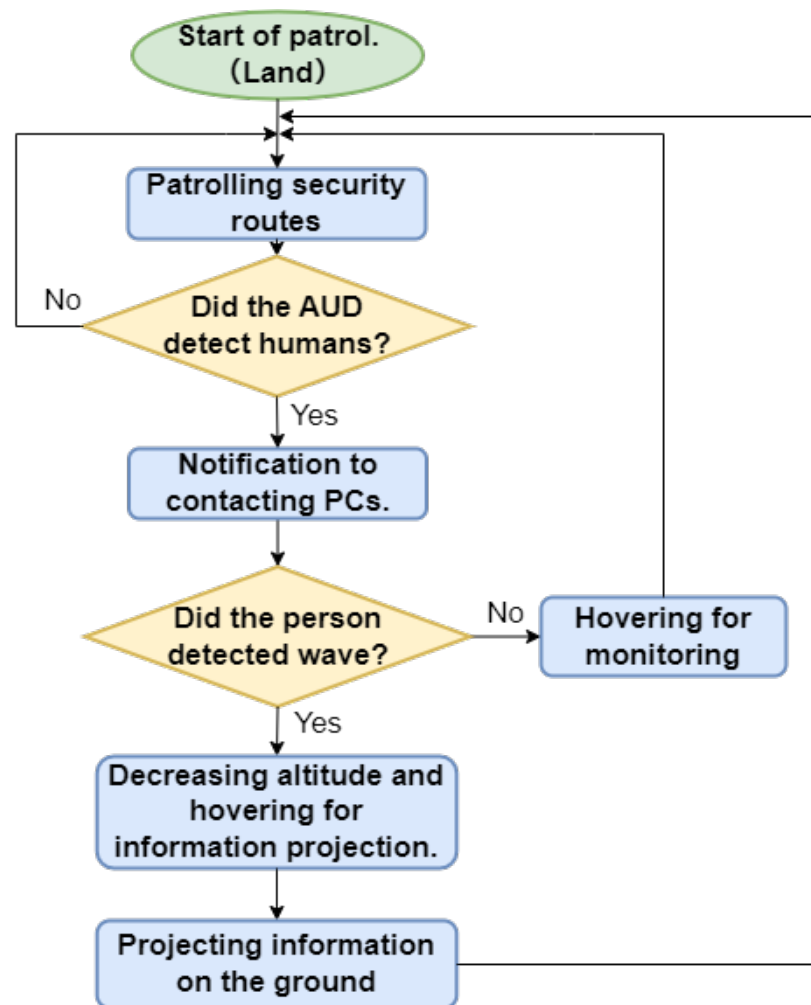 Start of patrol.
（Land）
Patrolling security
routes
No
Did the AUD
detect humans?
Yes
Notification to
contacting PCs.
Did the person
detected wave?
No
Hovering for
monitoring
Yes
Decreasing altitude and
hovering for
information projection.
Projecting information
on the ground